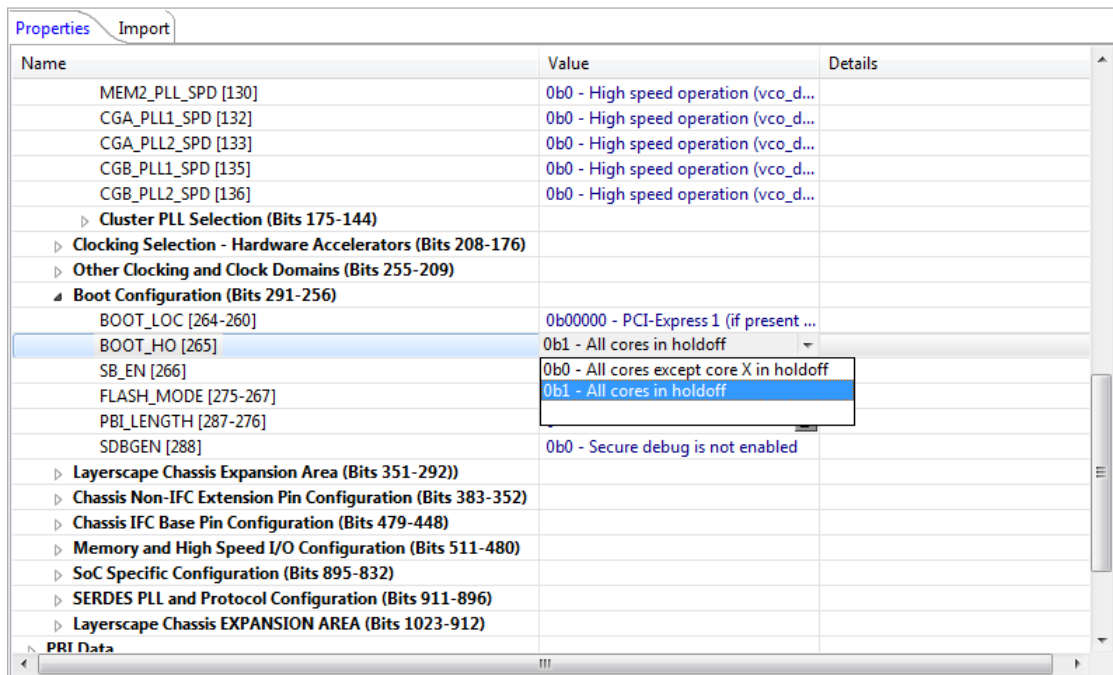 Properties Import
Name Value Details
MEM2_PLL_SPD [130] 0b0 - High speed operation (vco_d...
CGA_PLL1_SPD [132] 0b0 - High speed operation (vco_d...
CGA_PLL2_SPD [133] 0b0 - High speed operation (vco_d...
CGB_PLL1_SPD [135] 0b0 - High speed operation (vco_d...
CGB_PLL2_SPD [136] 0b0 - High speed operation (vco_d...
Cluster PLL Selection (Bits 175-144)
Clocking Selection - Hardware Accelerators (Bits 208-176)
Other Clocking and Clock Domains (Bits 255-209)
Boot Configuration (Bits 291-256)
BOOT_LOC [264-260] 0b00000 - PCI-Express 1 (if present ...
BOOT_HO [265] 0b1 - All cores in holdoff
SB_EN [266] 0b0 - All cores except core X in holdoff
FLASH_MODE [275-267] 0b1 - All cores in holdoff
PBI_LENGTH [287-276]
SDBGEN [288] 0b0 - Secure debug is not enabled
Layerscape Chassis Expansion Area (Bits 351-292))
Chassis Non-IFC Extension Pin Configuration (Bits 383-352)
Chassis IFC Base Pin Configuration (Bits 479-448)
Memory and High Speed I/O Configuration (Bits 511-480)
SoC Specific Configuration (Bits 895-832)
SERDES PLL and Protocol Configuration (Bits 911-896)
Layerscape Chassis EXPANSION AREA (Bits 1023-912)
PBI Data